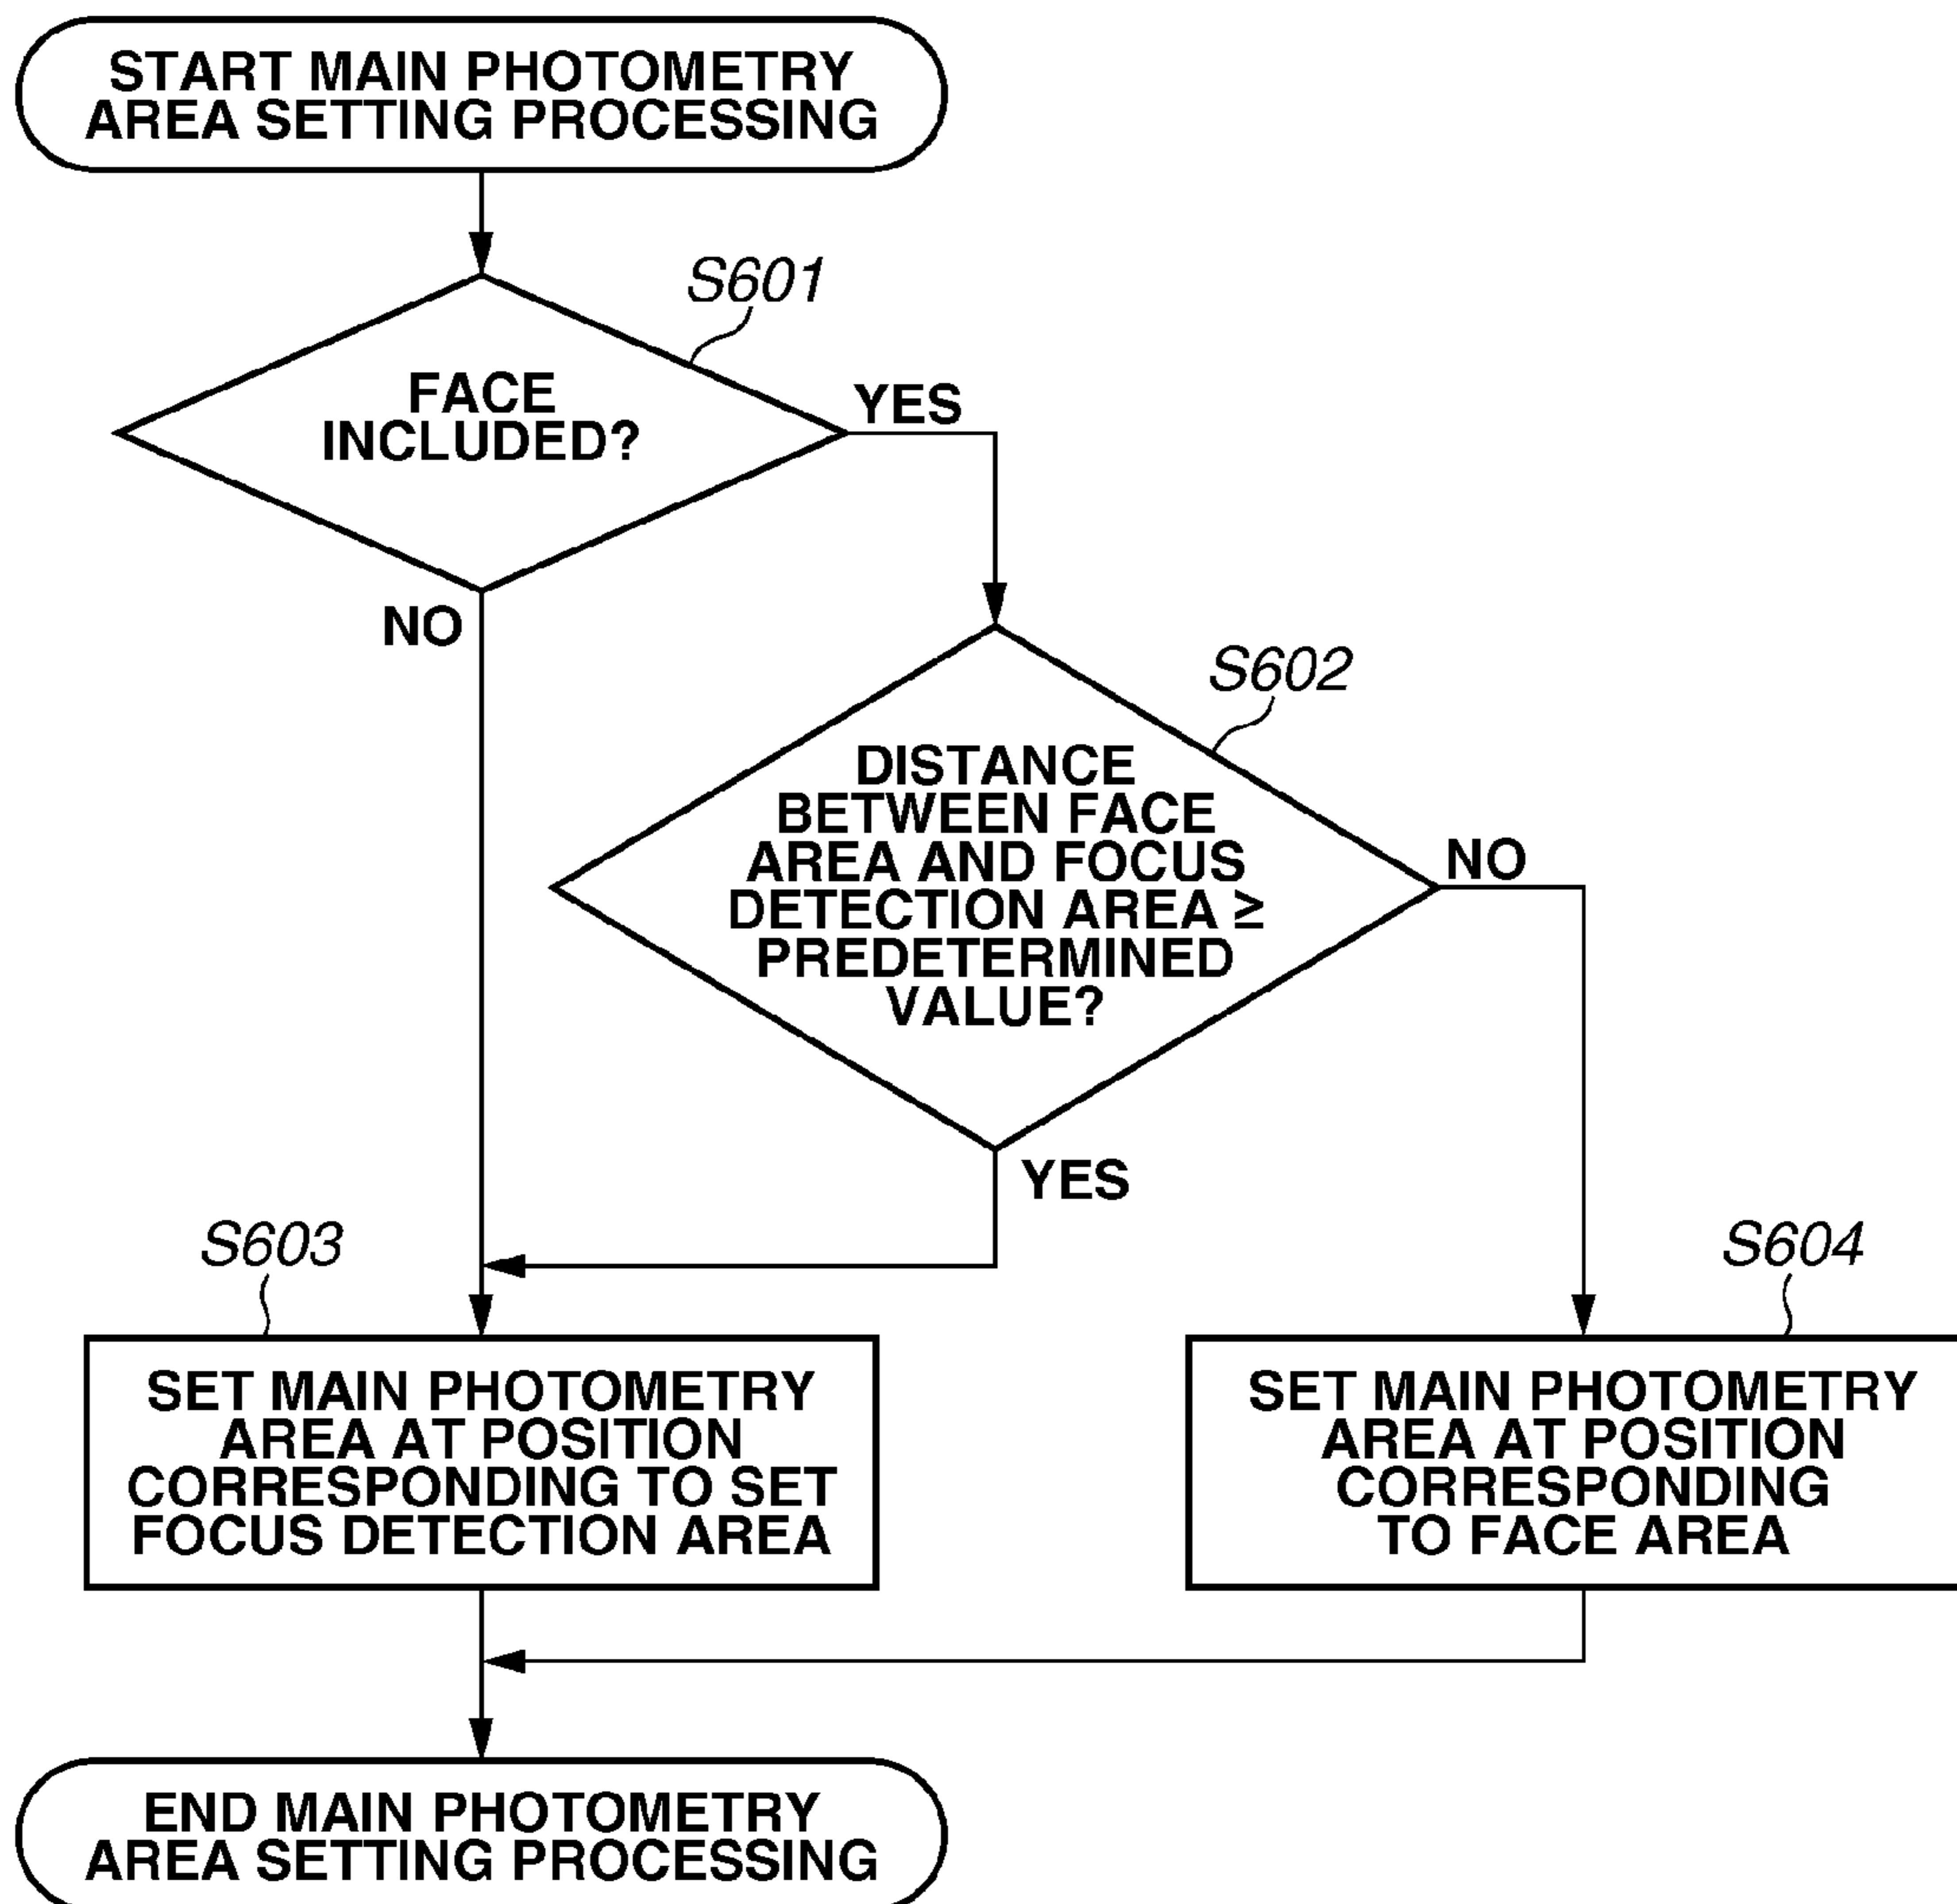 START MAIN PHOTOMETRY
AREA SETTING PROCESSING
S601
FACE
INCLUDED?
YES
NO
S602
DISTANCE
BETWEEN FACE
AREA AND FOCUS
DETECTION AREA ≥
PREDETERMINED
VALUE?
NO
YES
S603
SET MAIN PHOTOMETRY
AREA AT POSITION
CORRESPONDING TO SET
FOCUS DETECTION AREA
S604
SET MAIN PHOTOMETRY
AREA AT POSITION
CORRESPONDING
TO FACE AREA
END MAIN PHOTOMETRY
AREA SETTING PROCESSING